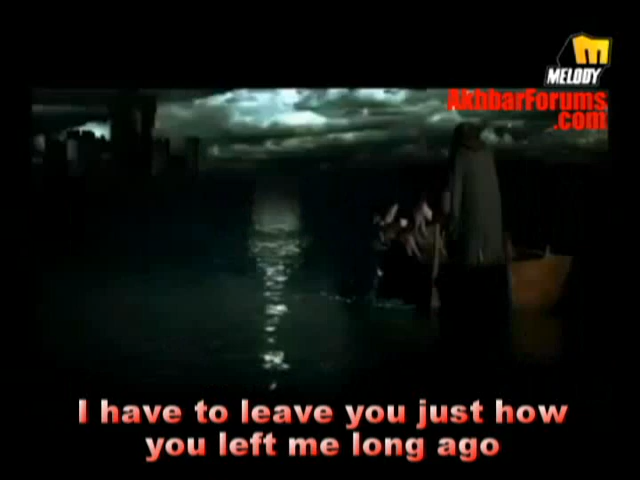 m
MELODY
AkhbarForums
.com
I have to leave you just how
you left me long ago